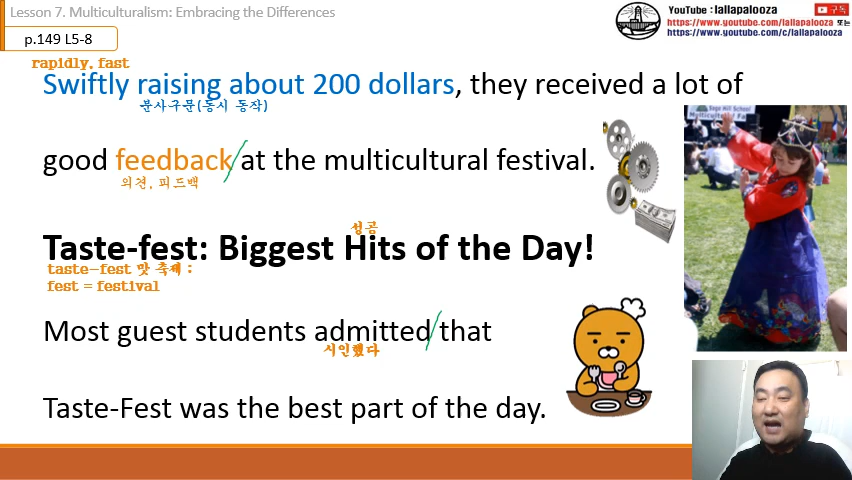 Lesson 7. Multiculturalism: Embracing the Differences
p.149 L5-8
YouTube : lallapalooza
구독
https://www.youtube.com/lallapalooza 또는
https://www.youtube.com/c/lallapalooza
rapidly, fast
Swiftly raising about 200 dollars, they received a lot of
분사구문(동시 동작)
good feedback at the multicultural festival.
의견, 피드백
성공
Taste-fest: Biggest Hits of the Day!
taste-fest 맛 축제 ;
fest = festival
Most guest students admitted that
시인했다
Taste-Fest was the best part of the day.